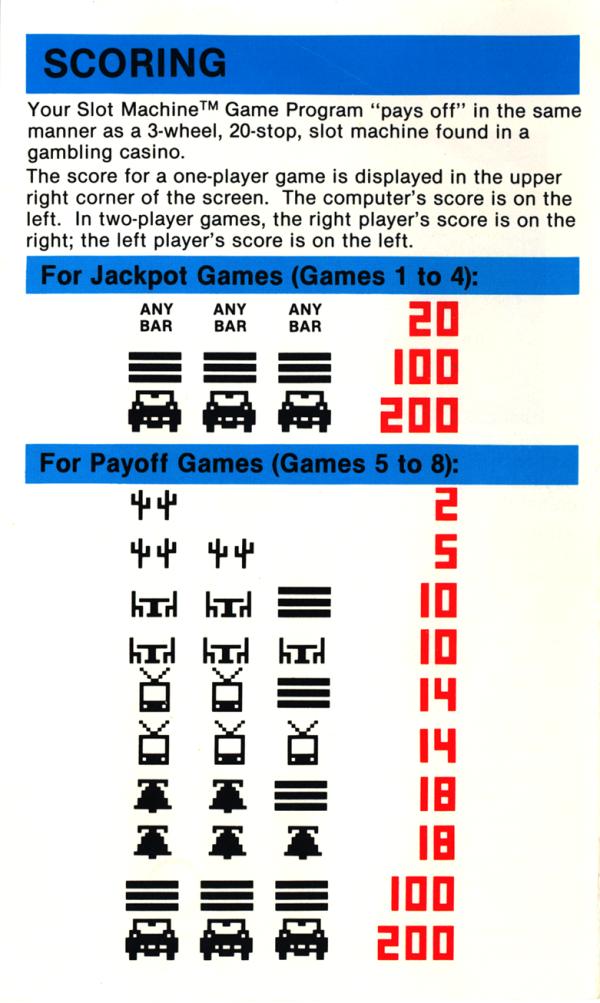 SCORING
Your Slot Machine™ Game Program “pays off” in the same
manner as a 3-wheel, 20-stop, slot machine found in a
gambling casino.
The score for a one-player game is displayed in the upper
right corner of the screen. The computer's score is on the
left. In two-player games, the right player's score is on the
right; the left player's score is on the left.
For Jackpot Games (Games 1 to 4):
ANY ANY ANY
BAR BAR BAR
20
100
200
For Payoff Games (Games 5 to 8):
2
5
10
10
14
14
18
18
100
200